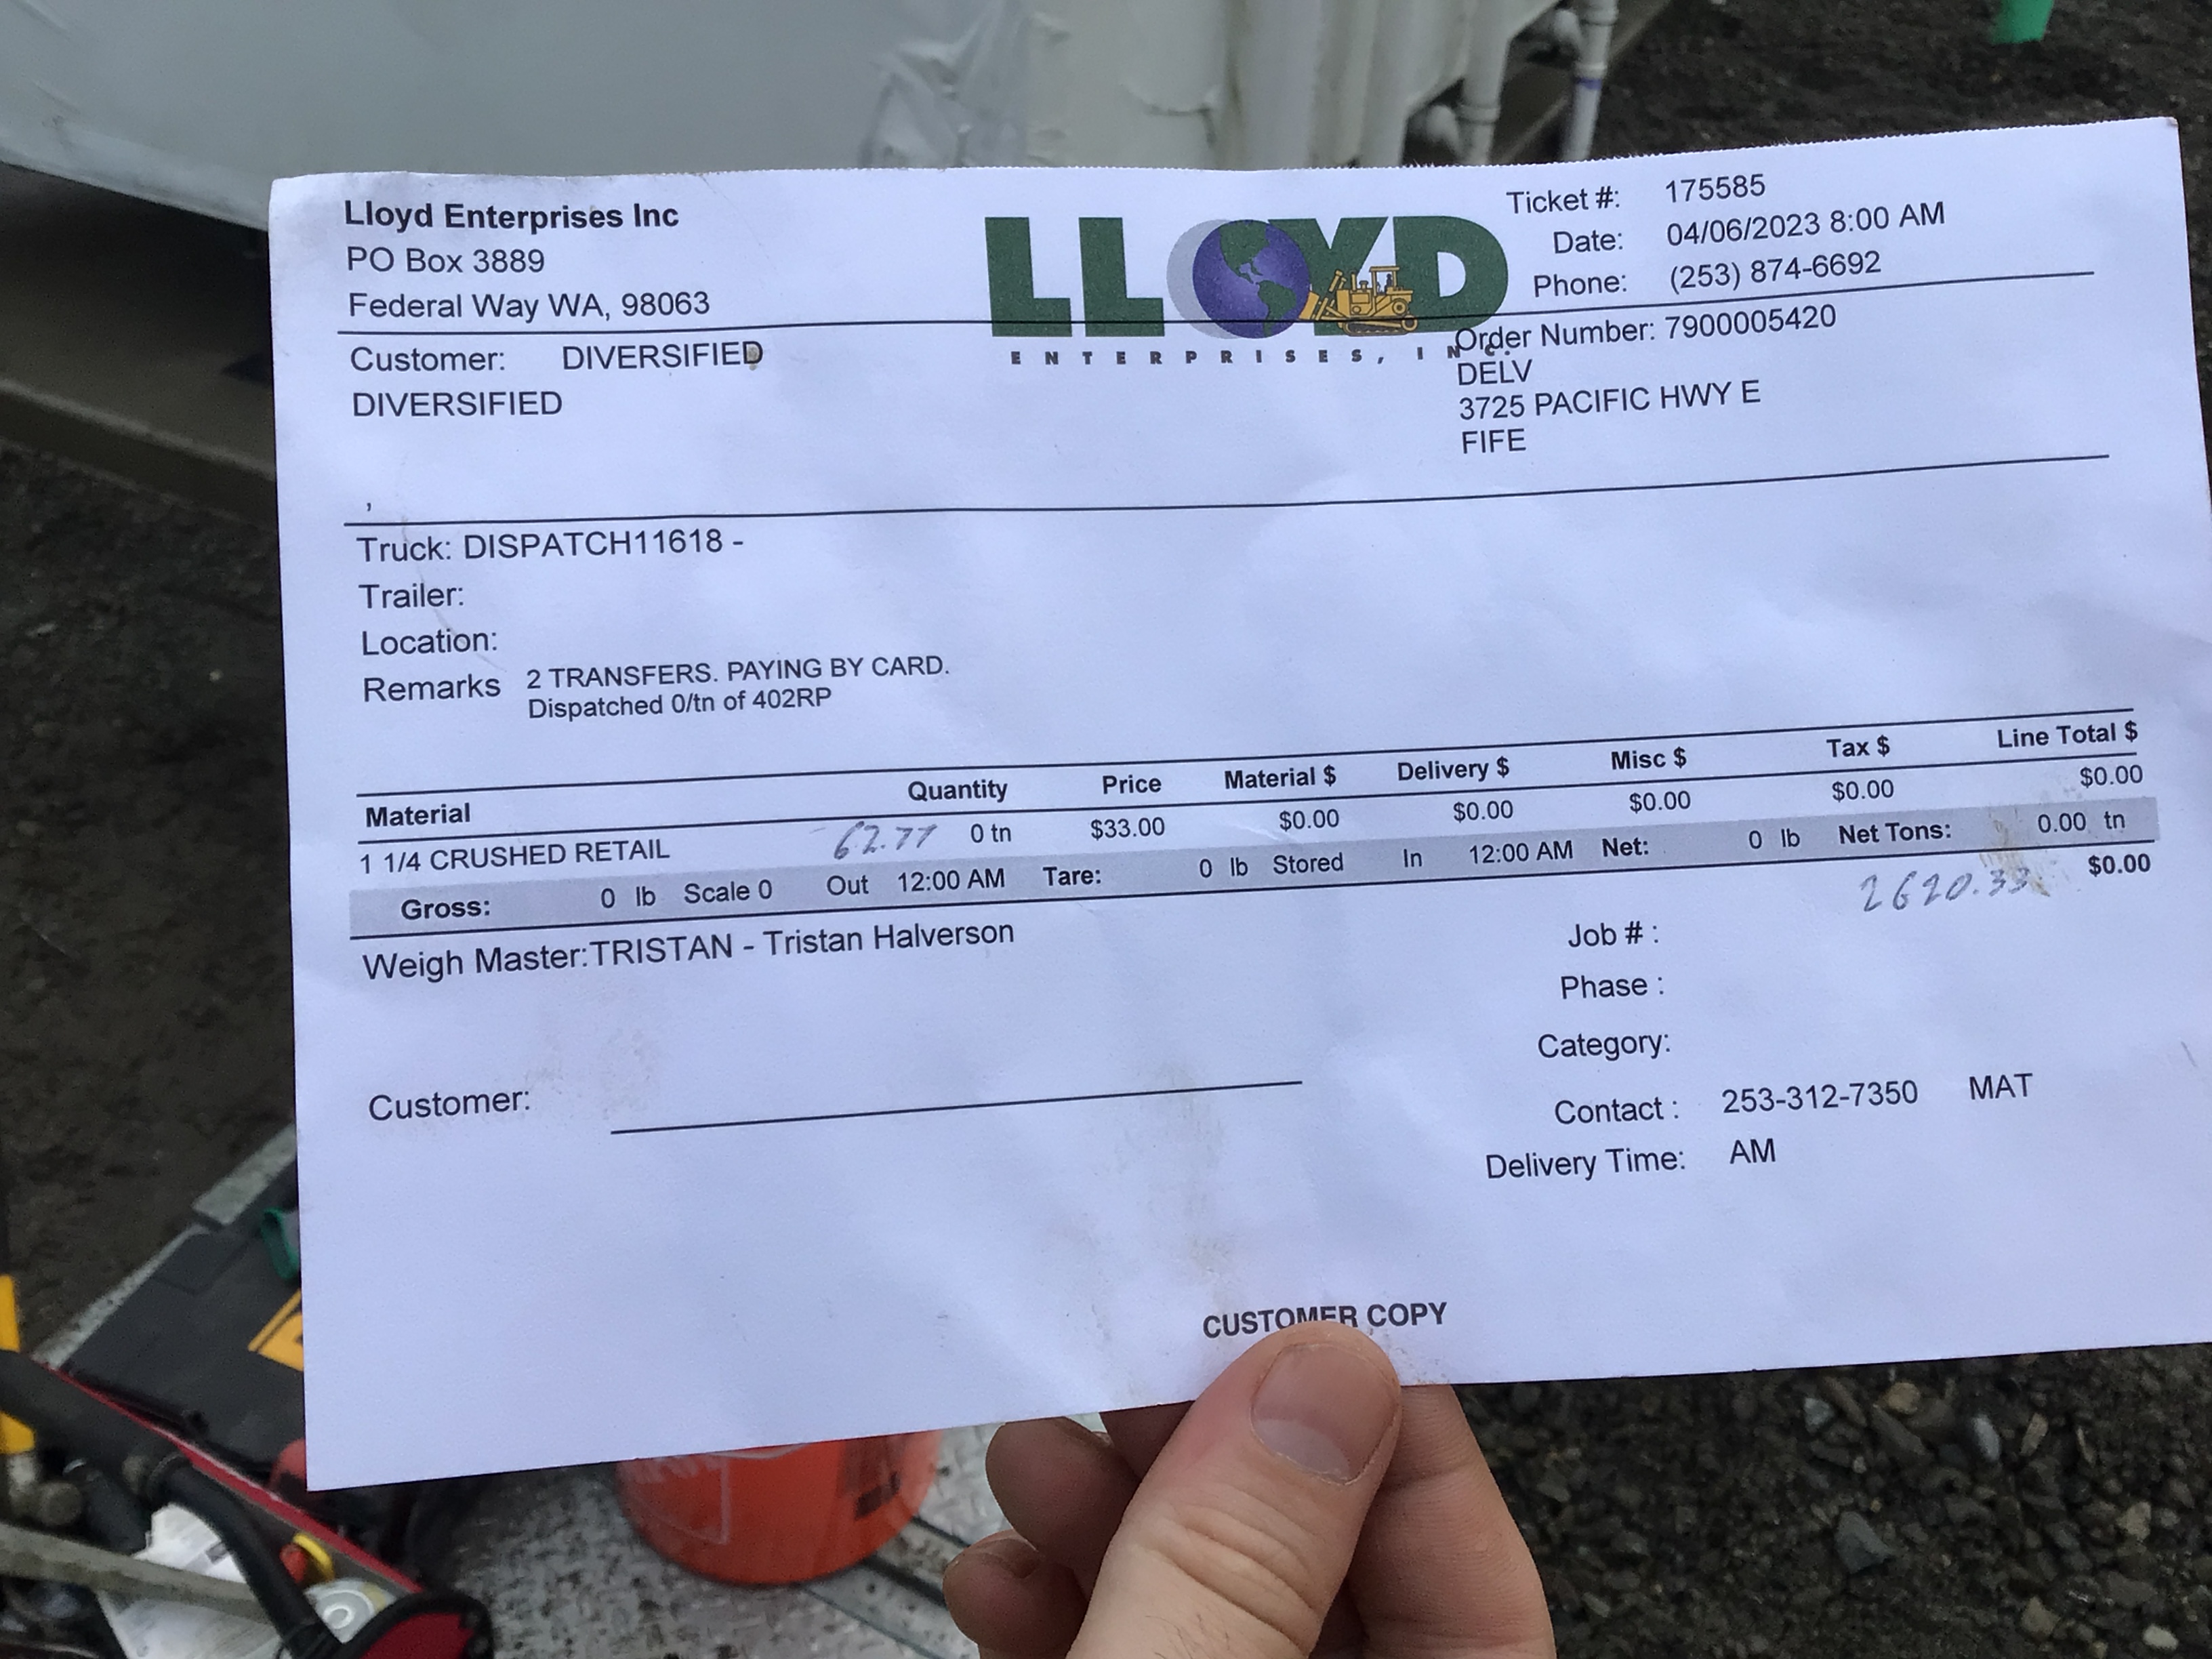 Lloyd Enterprises Inc
PO Box 3889
Federal Way WA, 98063
LLOYD
ENTERPRISES, INC.
Ticket #: 175585
Date: 04/06/2023 8:00 AM
Phone: (253) 874-6692
Customer: DIVERSIFIED
DIVERSIFIED
,
Order Number: 7900005420
DELV
3725 PACIFIC HWY E
FIFE
Truck: DISPATCH11618 -
Trailer:
Location:
Remarks 2 TRANSFERS. PAYING BY CARD.
Dispatched 0/tn of 402RP
Material Quantity Price Material $ Delivery $ Misc $ Tax $ Line Total $
1 1/4 CRUSHED RETAIL 62.77 0 tn $33.00 $0.00 $0.00 $0.00 $0.00 $0.00
Gross: 0 lb Scale 0 Out 12:00 AM Tare: 0 lb Stored In 12:00 AM Net: 0 lb Net Tons: 0.00 tn
2620.33 $0.00
Weigh Master:TRISTAN - Tristan Halverson
Job # :
Phase :
Category:
Customer:
Contact : 253-312-7350 MAT
Delivery Time: AM
CUSTOMER COPY